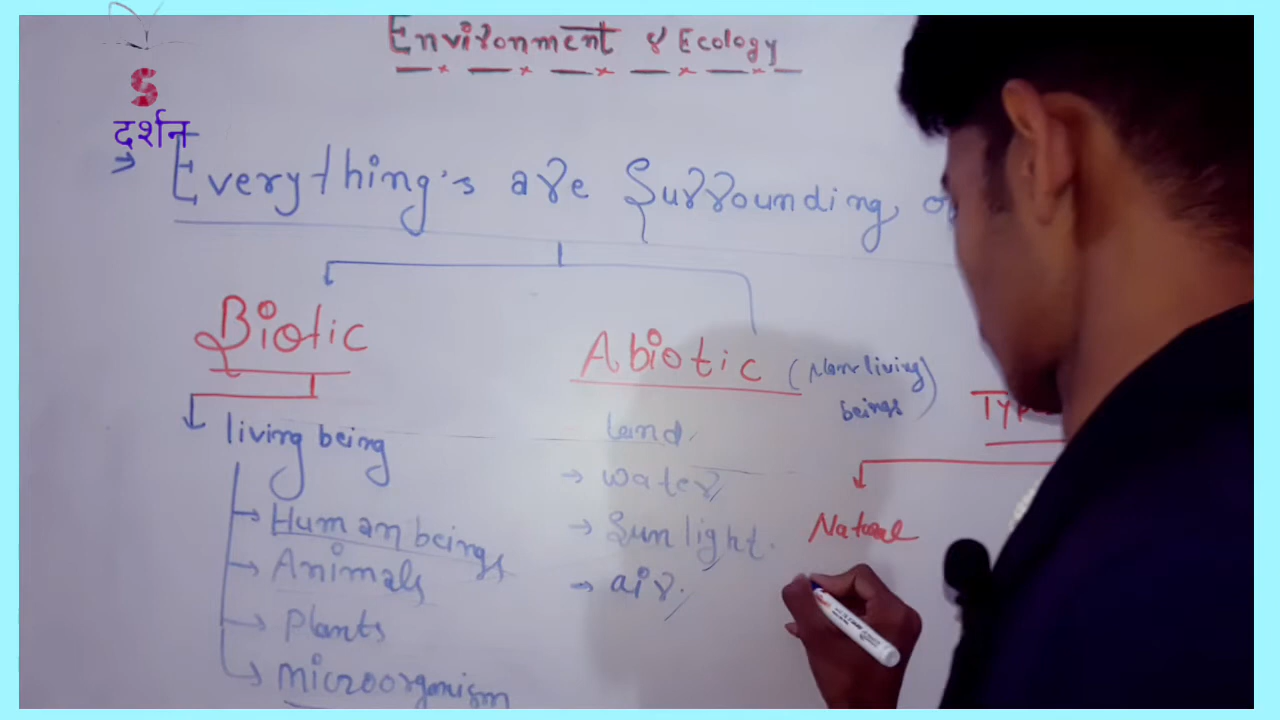 Environment & Ecology
S
दर्शन
→ Everything's are Surrounding,
Biotic
Abiotic (Non living beings)
living being
→ Human beings
→ Animals
→ Plants
→ microorganism
land,
→ water,
→ Sunlight.
→ air.
Natural